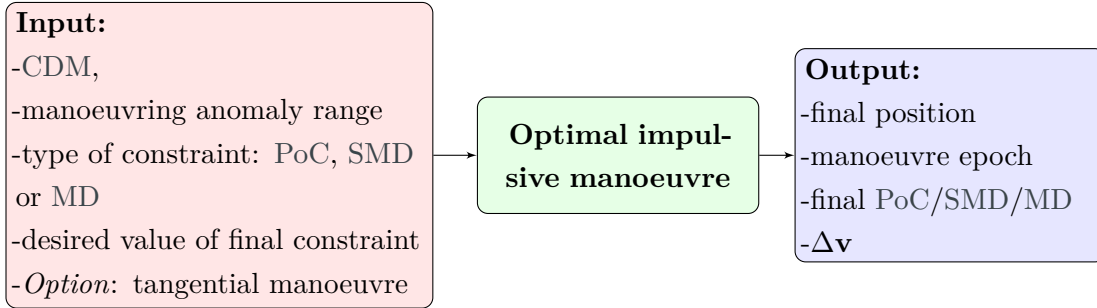 Input:
-CDM,
-manoeuvring anomaly range
-type of constraint: PoC, SMD
or MD
-desired value of final constraint
-Option: tangential manoeuvre
Optimal impul-
sive manoeuvre
Output:
-final position
-manoeuvre epoch
-final PoC/SMD/MD
-Δv